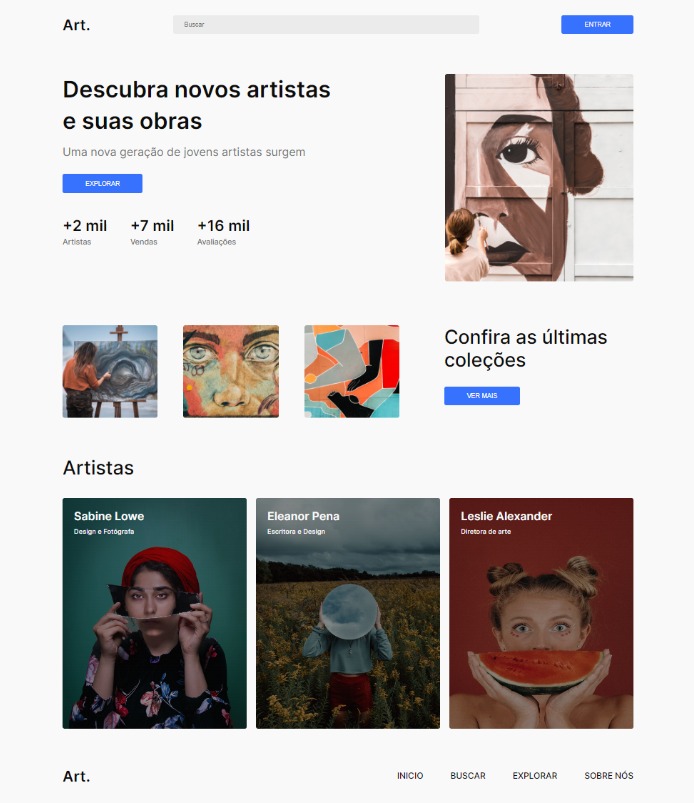 Art.
Buscar
ENTRAR
Descubra novos artistas
e suas obras
Uma nova geração de jovens artistas surgem
EXPLORAR
+2 mil
Artistas
+7 mil
Vendas
+16 mil
Avaliações
Confira as últimas
coleções
VER MAIS
Artistas
Sabine Lowe
Design e Fotógrafa
Eleanor Pena
Escritora e Design
Leslie Alexander
Diretora de arte
Art.
INICIO
BUSCAR
EXPLORAR
SOBRE NÓS